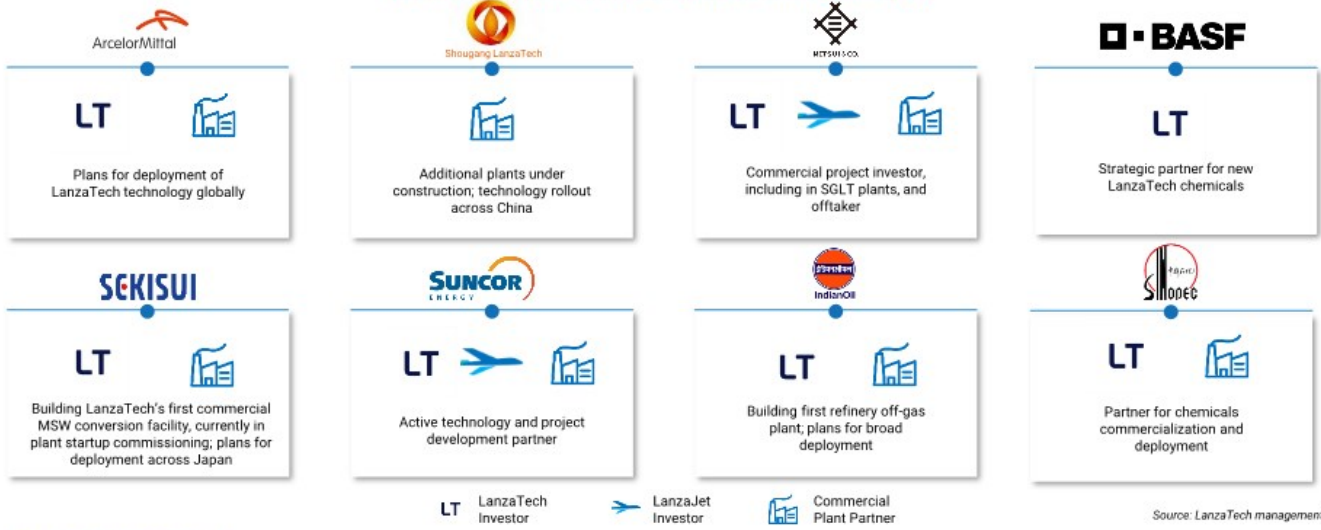 ArcelorMittal
Shougang LanzaTech
MITSUI & CO.
BASF
LT
LT
LT
Plans for deployment of
LanzaTech technology globally
Additional plants under
construction; technology rollout
across China
Commercial project investor,
including in SGLT plants, and
offtaker
Strategic partner for new
LanzaTech chemicals
SEKISUI
SUNCOR
ENERGY
इंडियनऑयल
IndianOil
SINOPEC
LT
LT
LT
LT
Building LanzaTech's first commercial
MSW conversion facility, currently in
plant startup commissioning; plans for
deployment across Japan
Active technology and project
development partner
Building first refinery off-gas
plant; plans for broad
deployment
Partner for chemicals
commercialization and
deployment
LT
LanzaTech
Investor
LanzaJet
Investor
Commercial
Plant Partner
Source: LanzaTech management